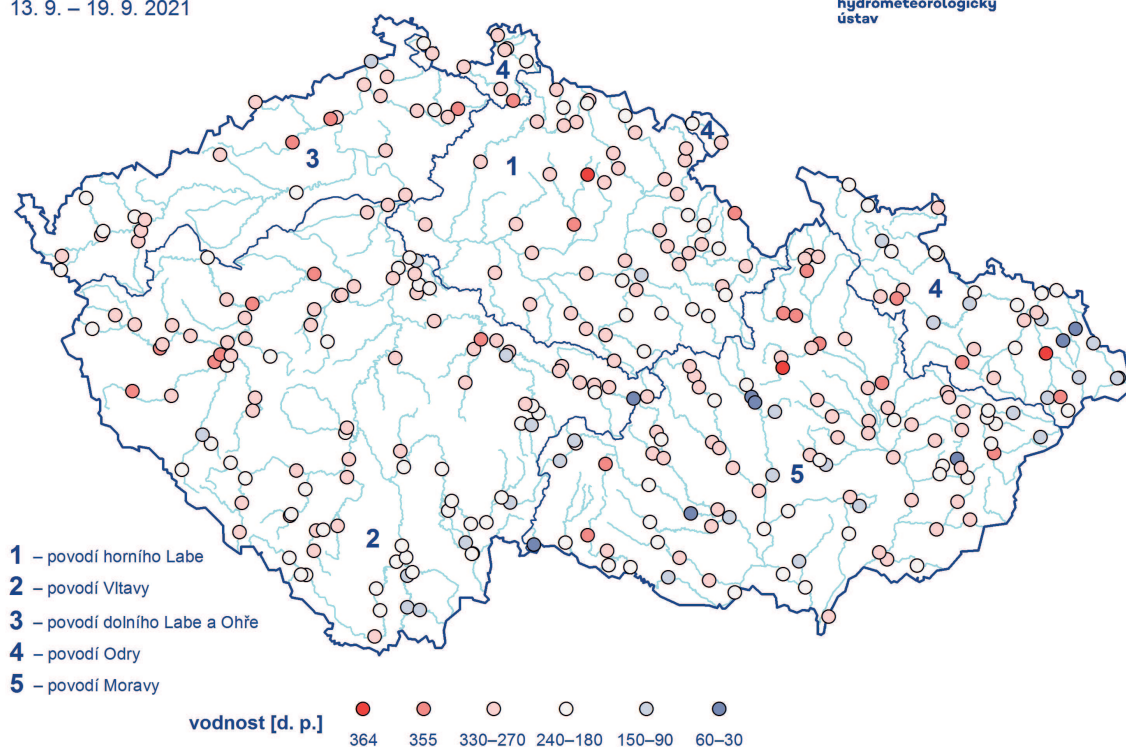 13. 9. – 19. 9. 2021
hydrometeorologický
ústav
4
4
3
1
4
5
2
1 – povodí horního Labe
2 – povodí Vltavy
3 – povodí dolního Labe a Ohře
4 – povodí Odry
5 – povodí Moravy
vodnost [d. p.]
364 355 330–270 240–180 150–90 60–30